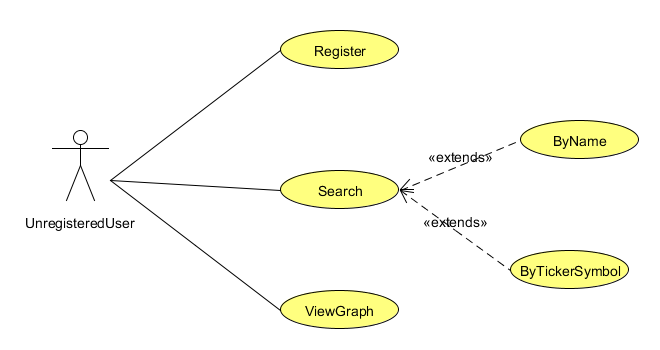 Register
ByName
«extends»
Search
UnregisteredUser
«extends»
ByTickerSymbol
ViewGraph